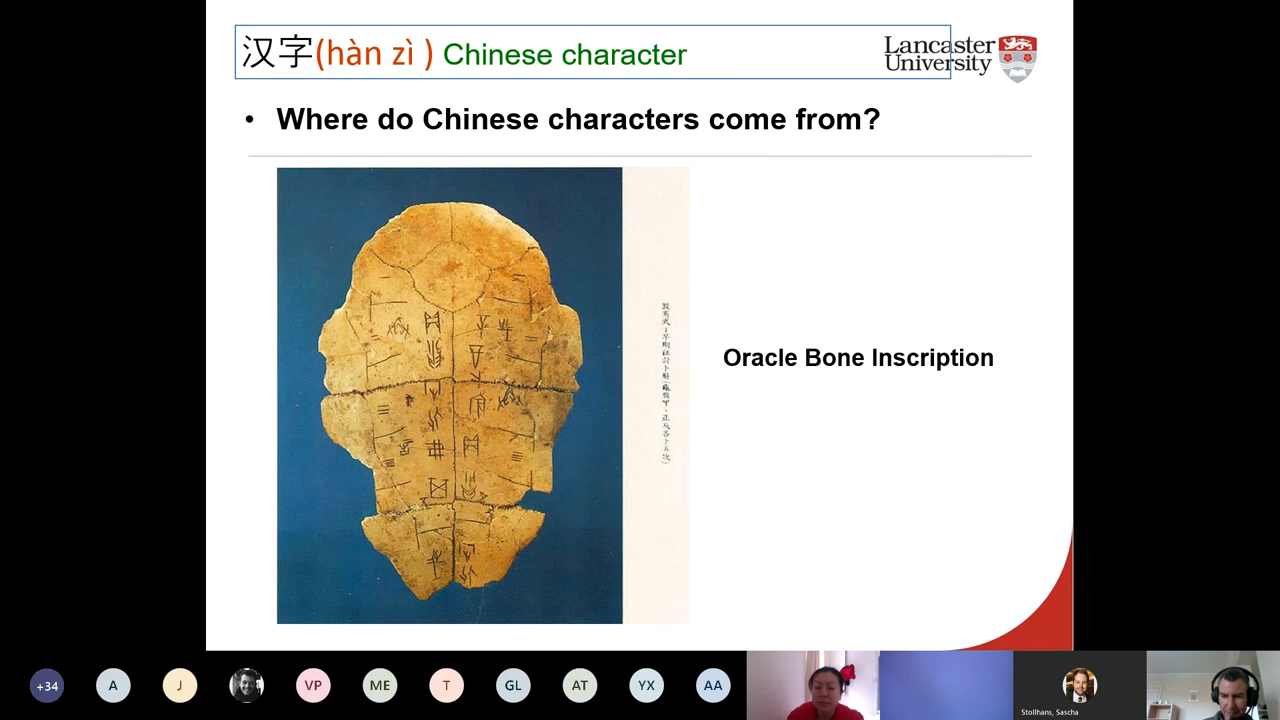 汉字(hàn zì ) Chinese character
Lancaster
University
• Where do Chinese characters come from?
Oracle Bone Inscription
+34
A
J
VP
ME
T
GL
AT
YX
AA
Stollhans, Sascha